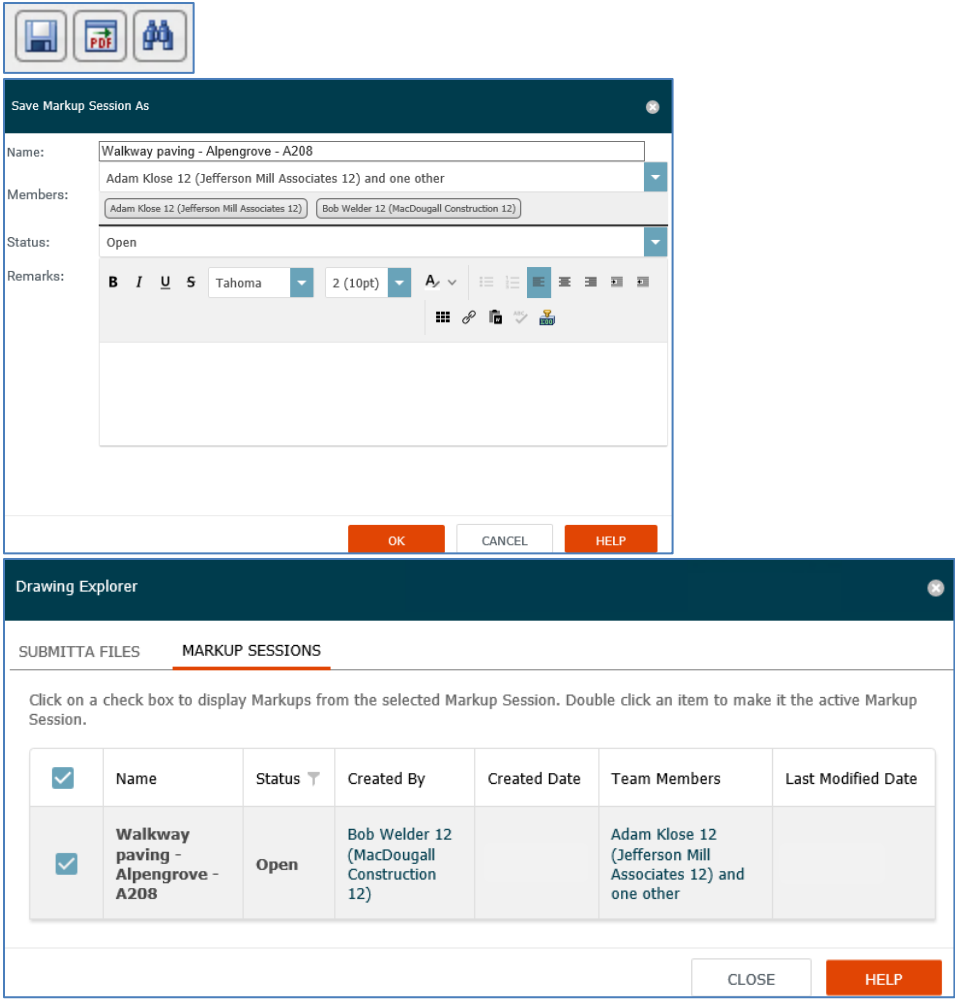 PDF
Save Markup Session As
Name: Walkway paving - Alpengrove - A208
Adam Klose 12 (Jefferson Mill Associates 12) and one other
Members:
Adam Klose 12 (Jefferson Mill Associates 12) Bob Welder 12 (MacDougall Construction 12)
Status: Open
Remarks: B I U S Tahoma 2 (10pt) A
OK CANCEL HELP
Drawing Explorer
SUBMITTA FILES MARKUP SESSIONS
Click on a check box to display Markups from the selected Markup Session. Double click an item to make it the active Markup
Session.
Name Status Created By Created Date Team Members Last Modified Date
Walkway
paving -
Alpengrove -
A208
Open
Bob Welder 12
(MacDougall
Construction
12)
Adam Klose 12
(Jefferson Mill
Associates 12) and
one other
CLOSE HELP